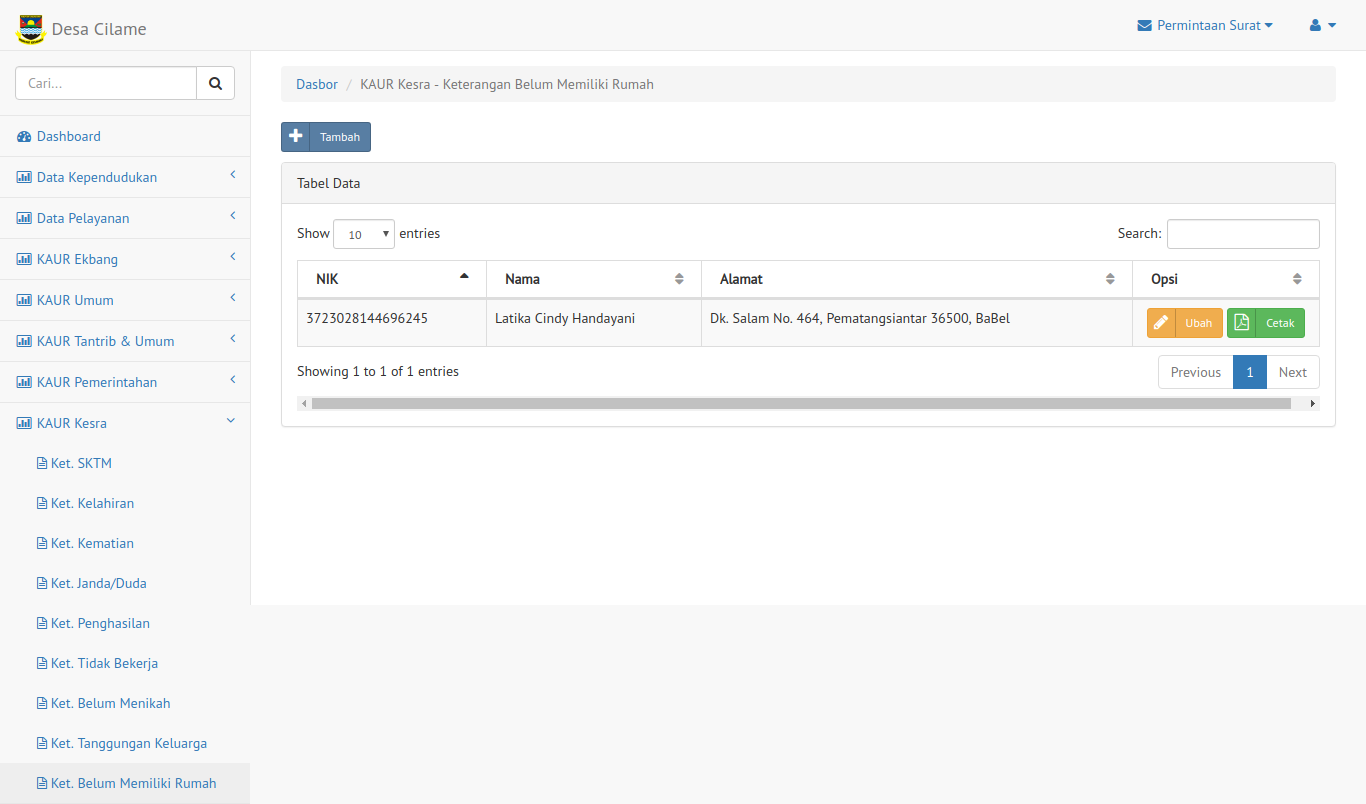 Desa Cilame
Permintaan Surat
Cari...
Dashboard
Data Kependudukan
Data Pelayanan
KAUR Ekbang
KAUR Umum
KAUR Tantrib & Umum
KAUR Pemerintahan
KAUR Kesra
Ket. SKTM
Ket. Kelahiran
Ket. Kematian
Ket. Janda/Duda
Ket. Penghasilan
Ket. Tidak Bekerja
Ket. Belum Menikah
Ket. Tanggungan Keluarga
Ket. Belum Memiliki Rumah
Dasbor / KAUR Kesra - Keterangan Belum Memiliki Rumah
Tambah
Tabel Data
Show 10 entries Search:
NIK Nama Alamat Opsi
3723028144696245 Latika Cindy Handayani Dk. Salam No. 464, Pematangsiantar 36500, BaBel Ubah Cetak
Showing 1 to 1 of 1 entries Previous 1 Next